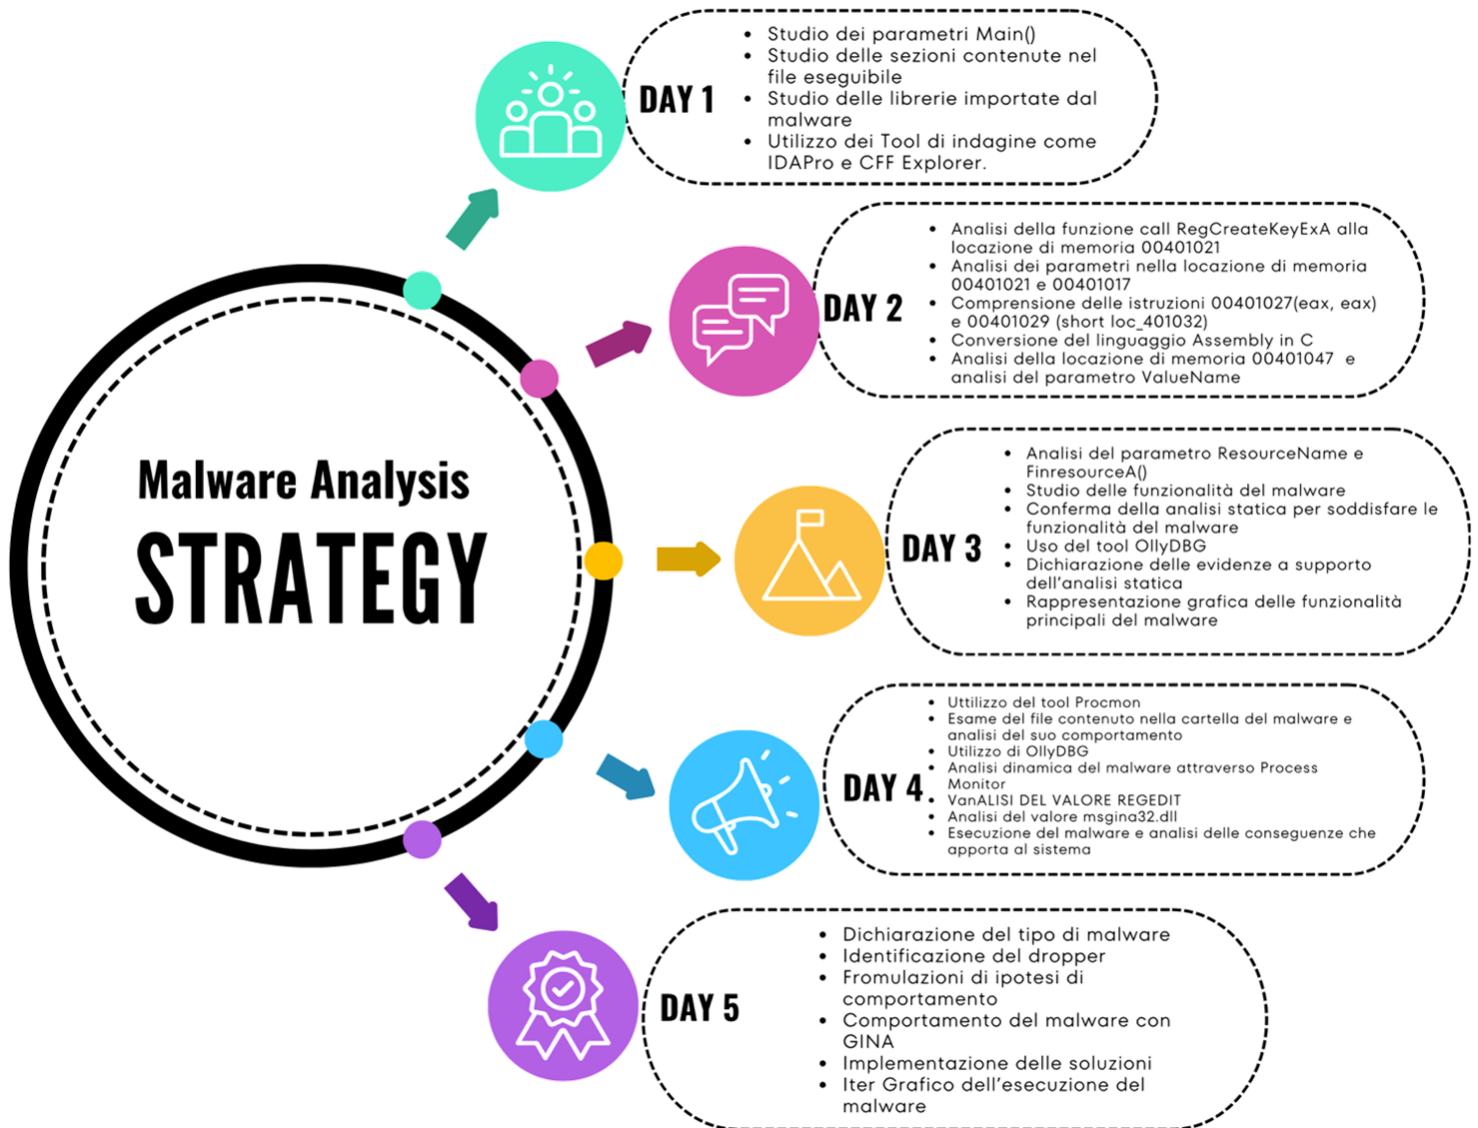 Malware Analysis
STRATEGY
DAY 1
• Studio dei parametri Main()
• Studio delle sezioni contenute nel
file eseguibile
• Studio delle librerie importate dal
malware
• Utilizzo dei Tool di indagine come
IDAPro e CFF Explorer.
DAY 2
• Analisi della funzione call RegCreateKeyExA alla
locazione di memoria 00401021
• Analisi dei parametri nella locazione di memoria
00401021 e 00401017
• Comprensione delle istruzioni 00401027(eax, eax)
e 00401029 (short loc_401032)
• Conversione del linguaggio Assembly in C
• Analisi della locazione di memoria 00401047 e
analisi del parametro ValueName
DAY 3
• Analisi del parametro ResourceName e
FinresourceA()
• Studio delle funzionalità del malware
• Conferma della analisi statica per soddisfare le
funzionalità del malware
• Uso del tool OllyDBG
• Dichiarazione delle evidenze a supporto
dell'analisi statica
• Rappresentazione grafica delle funzionalità
principali del malware
DAY 4
• Uttilizzo del tool Procmon
• Esame del file contenuto nella cartella del malware e
analisi del suo comportamento
• Utilizzo di OllyDBG
• Analisi dinamica del malware attraverso Process
Monitor
• VanALISI DEL VALORE REGEDIT
• Analisi del valore msgina32.dll
• Esecuzione del malware e analisi delle conseguenze che
apporta al sistema
DAY 5
• Dichiarazione del tipo di malware
• Identificazione del dropper
• Fromulazioni di ipotesi di
comportamento
• Comportamento del malware con
GINA
• Implementazione delle soluzioni
• Iter Grafico dell'esecuzione del
malware